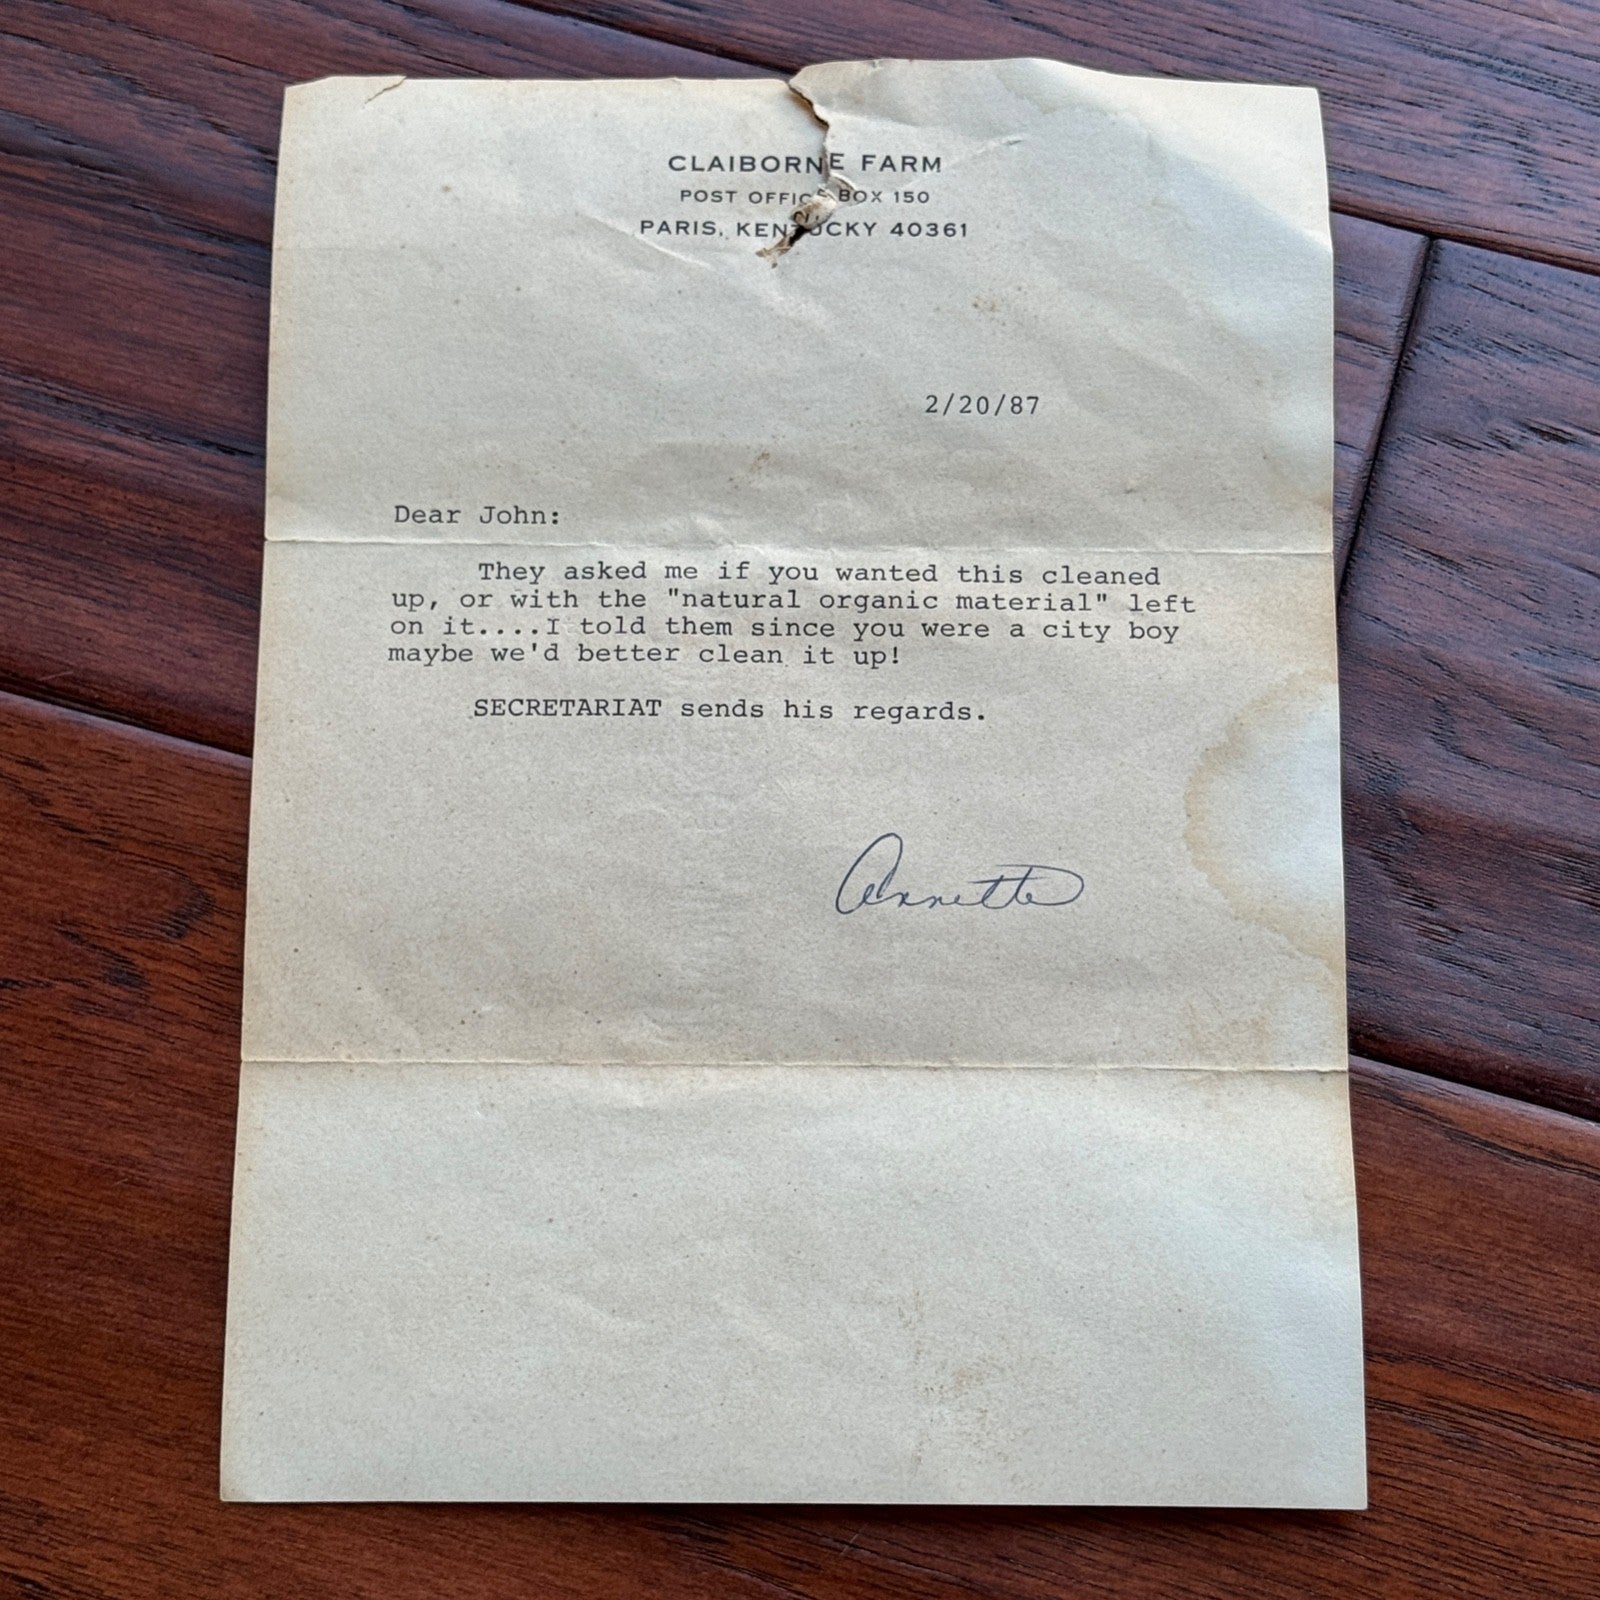 CLAIBORNE FARM
POST OFFICE BOX 150
PARIS, KENTUCKY 40361
2/20/87
Dear John:
They asked me if you wanted this cleaned
up, or with the "natural organic material" left
on it....I told them since you were a city boy
maybe we'd better clean it up!
SECRETARIAT sends his regards.
Annette